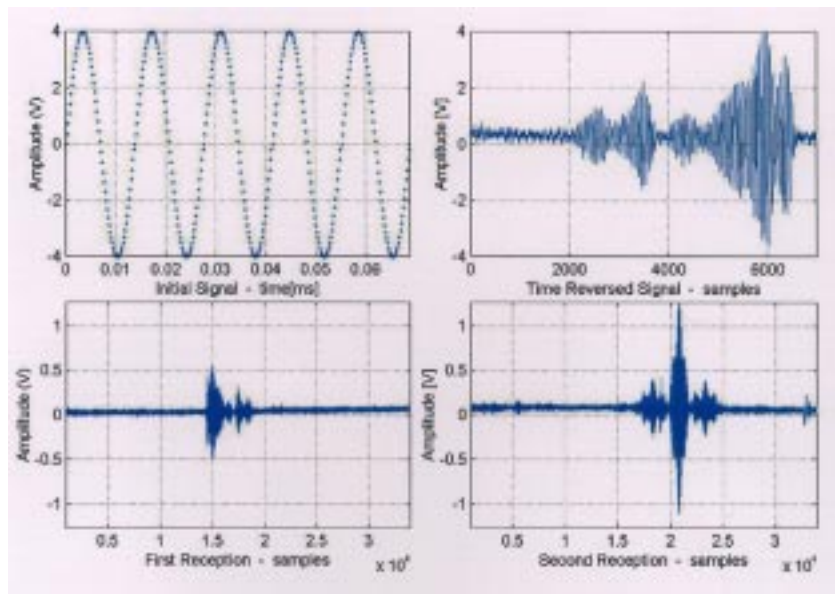 4
2
0
-2
-4
Amplitude (V)
0 0.01 0.02 0.03 0.04 0.05 0.06
Initial Signal - time[ms]
4
2
0
-2
-4
Amplitude [V]
0 2000 4000 6000
Time Reversed Signal - samples
1
0.5
0
-0.5
-1
Amplitude (V)
0.5 1 1.5 2 2.5 3
First Reception - samples
x 10⁴
1
0.5
0
-0.5
-1
Amplitude [V]
0.5 1 1.5 2 2.5 3
Second Reception - samples
x 10⁴